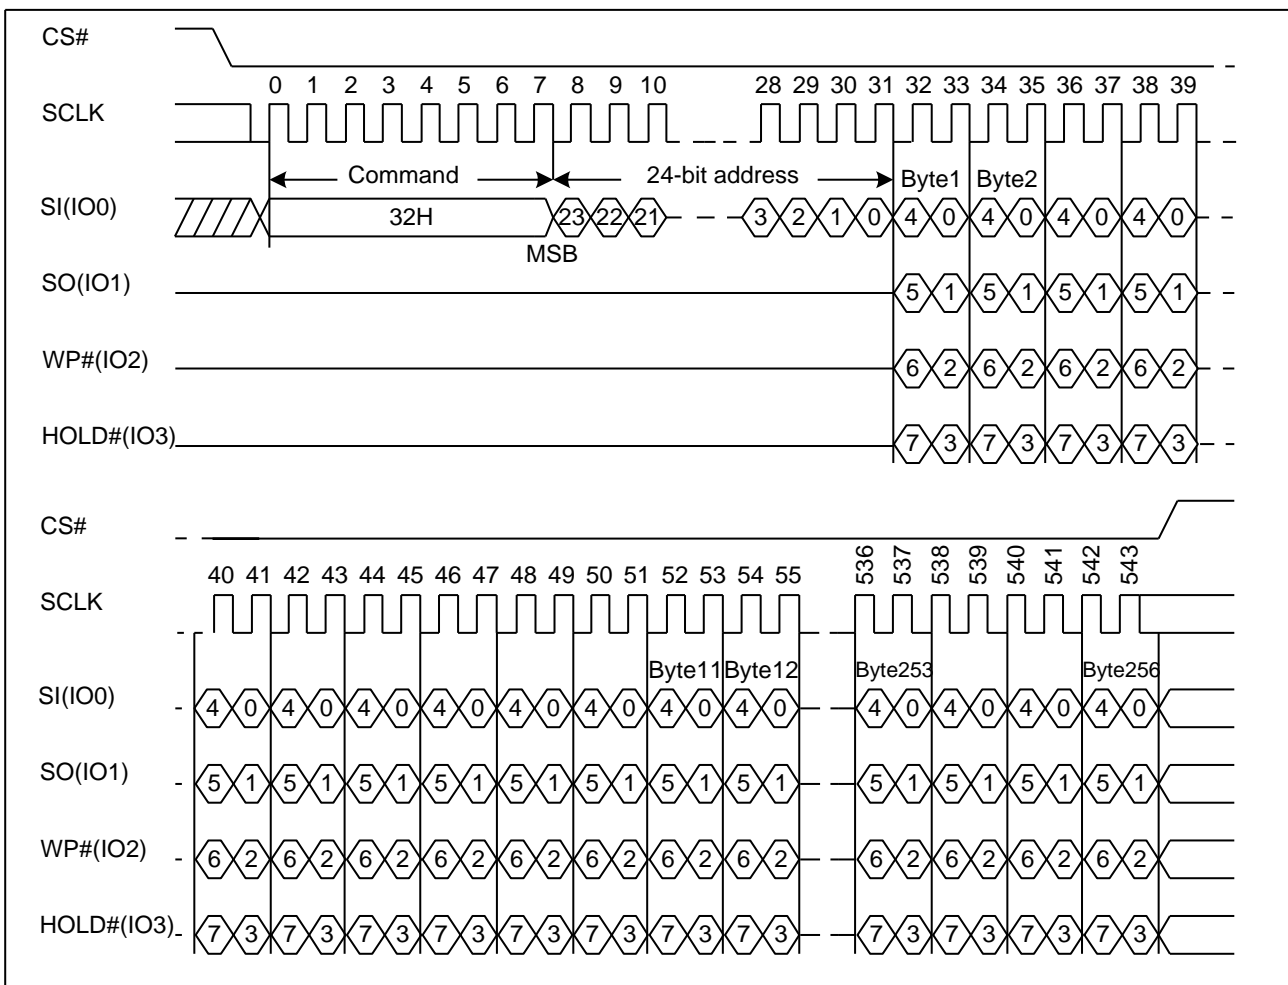 CS#
0 1 2 3 4 5 6 7 8 9 10 28 29 30 31 32 33 34 35 36 37 38 39
SCLK
Command 24-bit address Byte1 Byte2
SI(IO0) 32H 23 22 21 3 2 1 0 4 0 4 0 4 0 4 0
MSB
SO(IO1) 5 1 5 1 5 1 5 1
WP#(IO2) 6 2 6 2 6 2 6 2
HOLD#(IO3) 7 3 7 3 7 3 7 3
CS#
40 41 42 43 44 45 46 47 48 49 50 51 52 53 54 55 536 537 538 539 540 541 542 543
SCLK
Byte11 Byte12 Byte253 Byte256
SI(IO0) 4 0 4 0 4 0 4 0 4 0 4 0 4 0 4 0 4 0 4 0 4 0 4 0
SO(IO1) 5 1 5 1 5 1 5 1 5 1 5 1 5 1 5 1 5 1 5 1 5 1 5 1
WP#(IO2) 6 2 6 2 6 2 6 2 6 2 6 2 6 2 6 2 6 2 6 2 6 2 6 2
HOLD#(IO3) 7 3 7 3 7 3 7 3 7 3 7 3 7 3 7 3 7 3 7 3 7 3 7 3